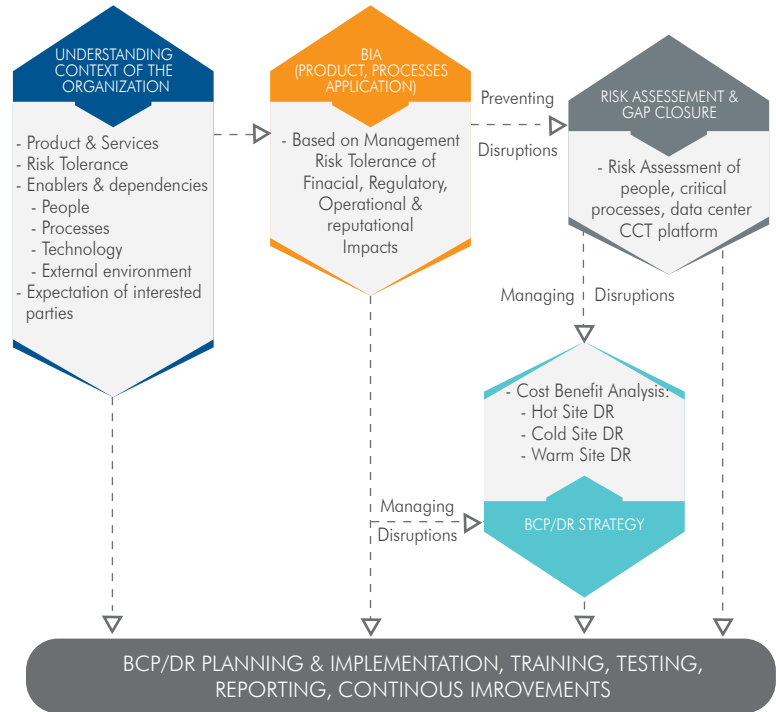 UNDERSTANDING
CONTEXT OF THE
ORGANIZATION
- Product & Services
- Risk Tolerance
- Enablers & dependencies
- People
- Processes
- Technology
- External environment
- Expectation of interested
parties
BIA
(PRODUCT, PROCESSES
APPLICATION)
- Based on Management
Risk Tolerance of
Finacial, Regulatory,
Operational &
reputational
Impacts
Preventing
Disruptions
RISK ASSESSEMENT &
GAP CLOSURE
- Risk Assessment of
people, critical
processes, data center
CCT platform
Managing Disruptions
- Cost Benefit Analysis:
- Hot Site DR
- Cold Site DR
- Warm Site DR
BCP/DR STRATEGY
Managing
Disruptions
BCP/DR PLANNING & IMPLEMENTATION, TRAINING, TESTING,
REPORTING, CONTINOUS IMROVEMENTS